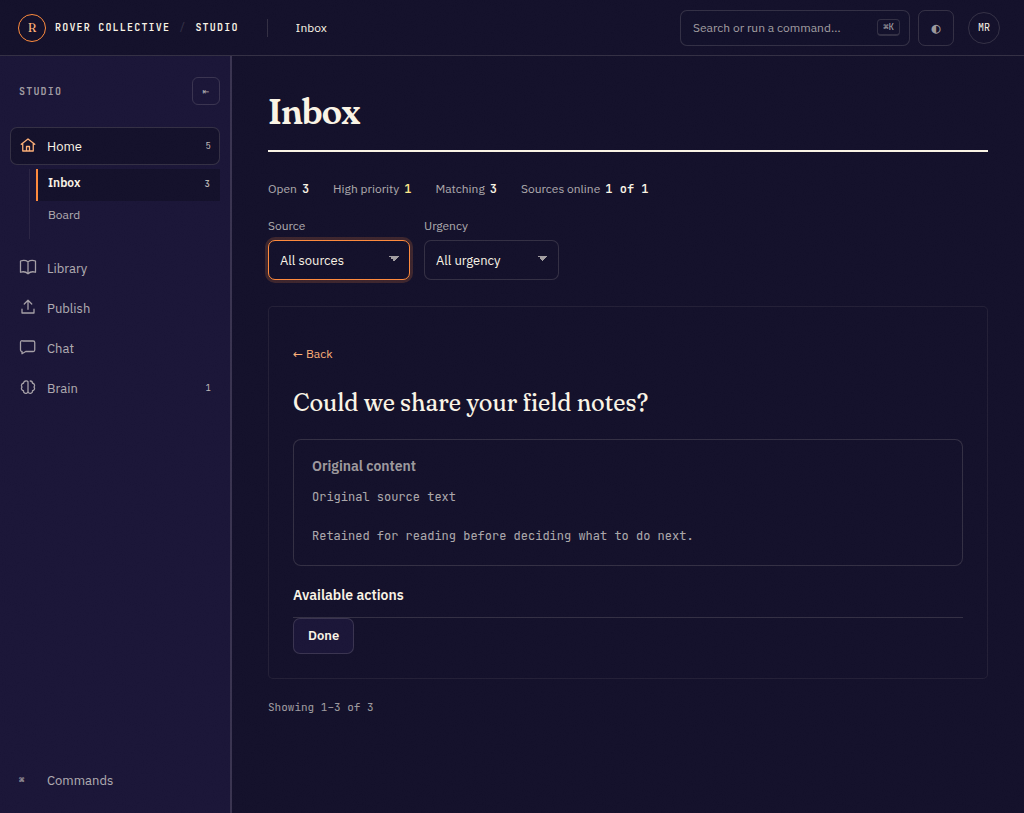 R ROVER COLLECTIVE / STUDIO
Inbox
Search or run a command... ⌘K
◐
MR
STUDIO
⇤
Home 5
Inbox 3
Board
Library
Publish
Chat
Brain 1
⌘ Commands
Inbox
Open 3 High priority 1 Matching 3 Sources online 1 of 1
Source Urgency
All sources All urgency
← Back
Could we share your field notes?
Original content
Original source text
Retained for reading before deciding what to do next.
Available actions
Done
Showing 1–3 of 3